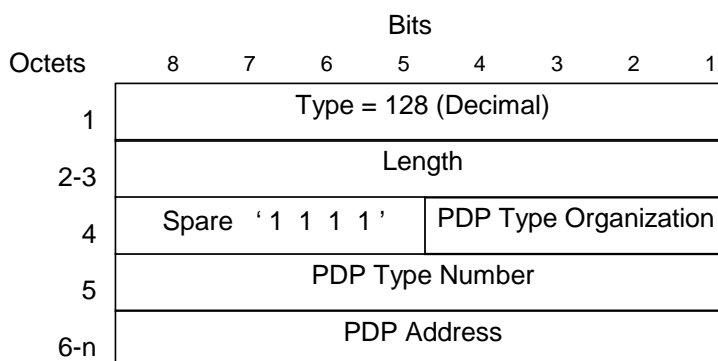 Bits
Octets 8 7 6 5 4 3 2 1
1 Type = 128 (Decimal)
2-3 Length
4 Spare ‘ 1 1 1 1 ’ PDP Type Organization
5 PDP Type Number
6-n PDP Address